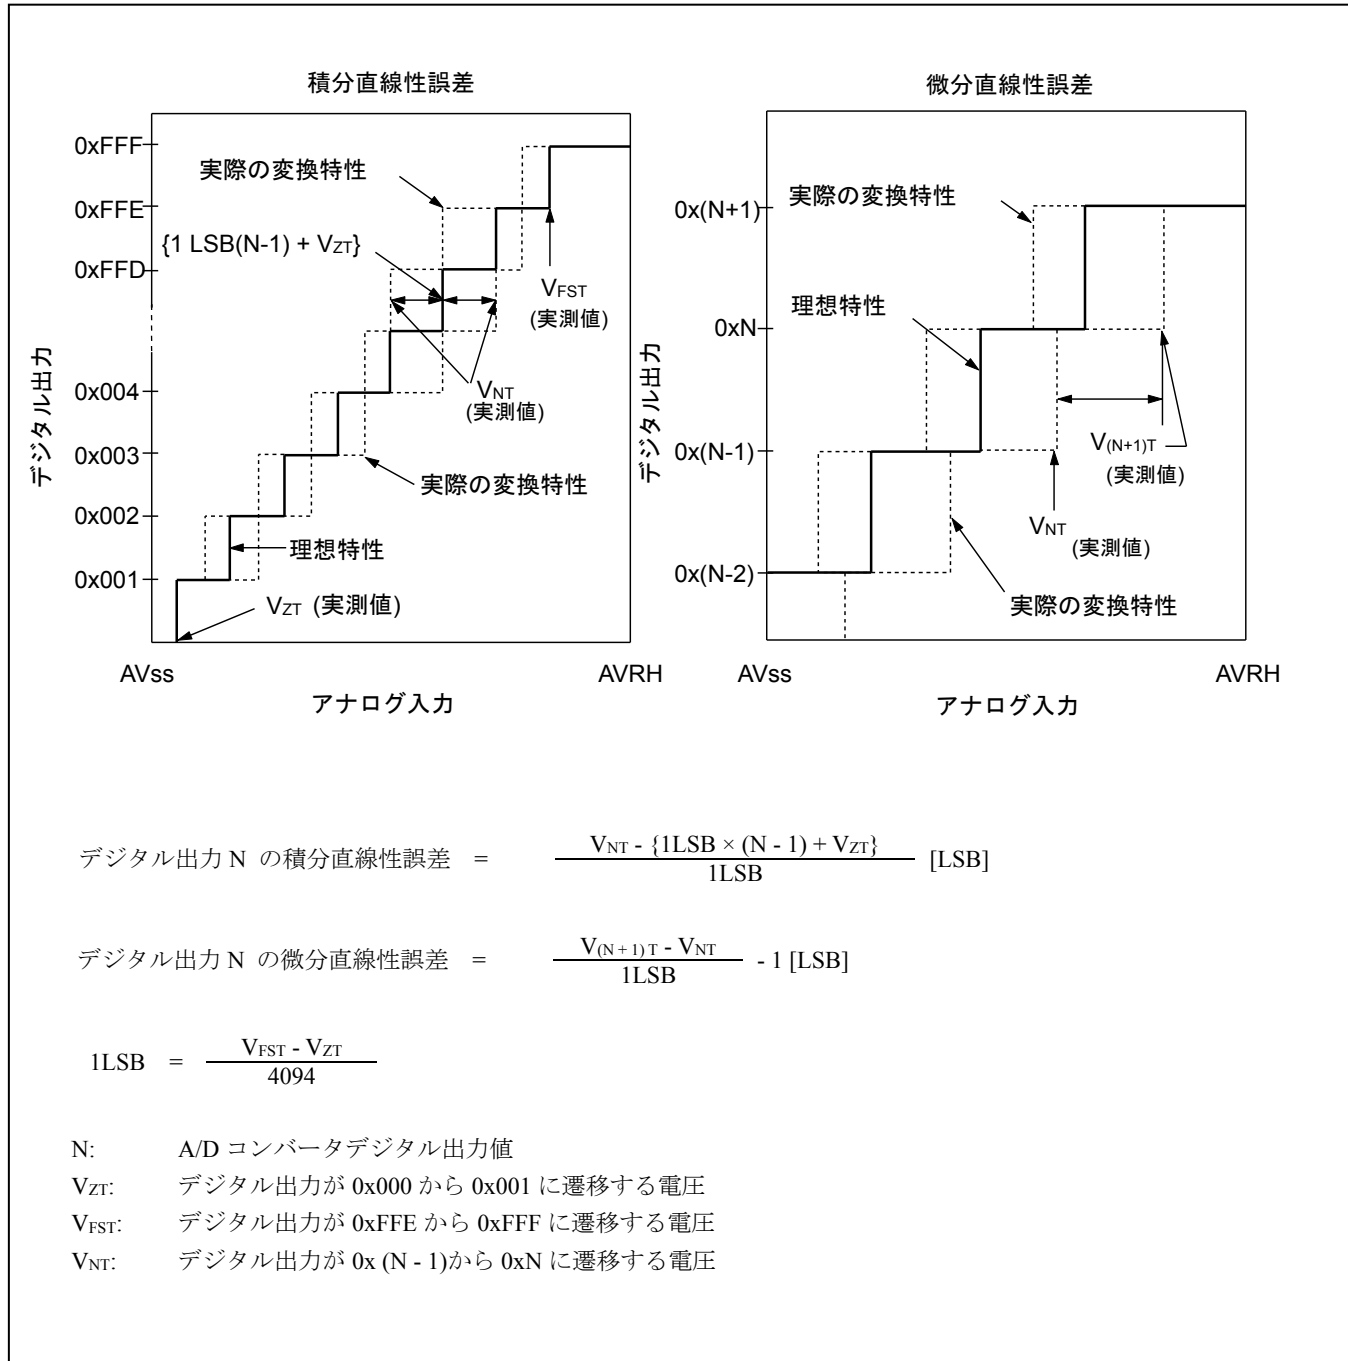 積分直線性誤差
0xFFF
0xFFE
0xFFD
0x004
0x003
0x002
0x001
デジタル出力
実際の変換特性
{1 LSB(N-1) + VZT}
VFST
(実測値)
VNT
(実測値)
実際の変換特性
理想特性
VZT (実測値)
AVss
AVRH
アナログ入力
微分直線性誤差
0x(N+1)
0xN
0x(N-1)
0x(N-2)
デジタル出力
実際の変換特性
理想特性
V(N+1)T
(実測値)
VNT
(実測値)
実際の変換特性
AVss
AVRH
アナログ入力
デジタル出力 N の積分直線性誤差 = VNT - {1LSB × (N - 1) + VZT} / 1LSB [LSB]
デジタル出力 N の微分直線性誤差 = V(N + 1) T - VNT / 1LSB - 1 [LSB]
1LSB = VFST - VZT / 4094
N: A/D コンバータデジタル出力値
VZT: デジタル出力が 0x000 から 0x001 に遷移する電圧
VFST: デジタル出力が 0xFFE から 0xFFF に遷移する電圧
VNT: デジタル出力が 0x (N - 1)から 0xN に遷移する電圧